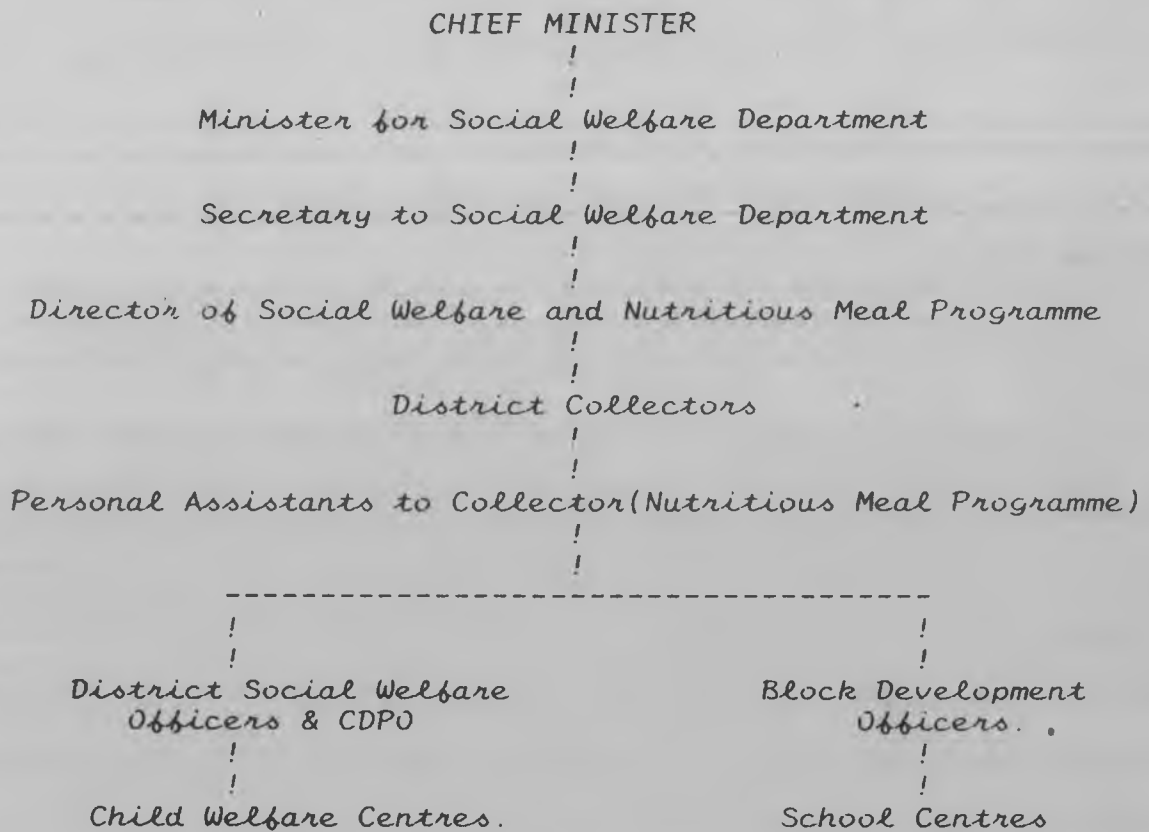 CHIEF MINISTER
Minister for Social Welfare Department
Secretary to Social Welfare Department
Director of Social Welfare and Nutritious Meal Programme
District Collectors
Personal Assistants to Collector(Nutritious Meal Programme)
District Social Welfare
Officers & CDPO
Block Development
Officers.
Child Welfare Centres.
School Centres